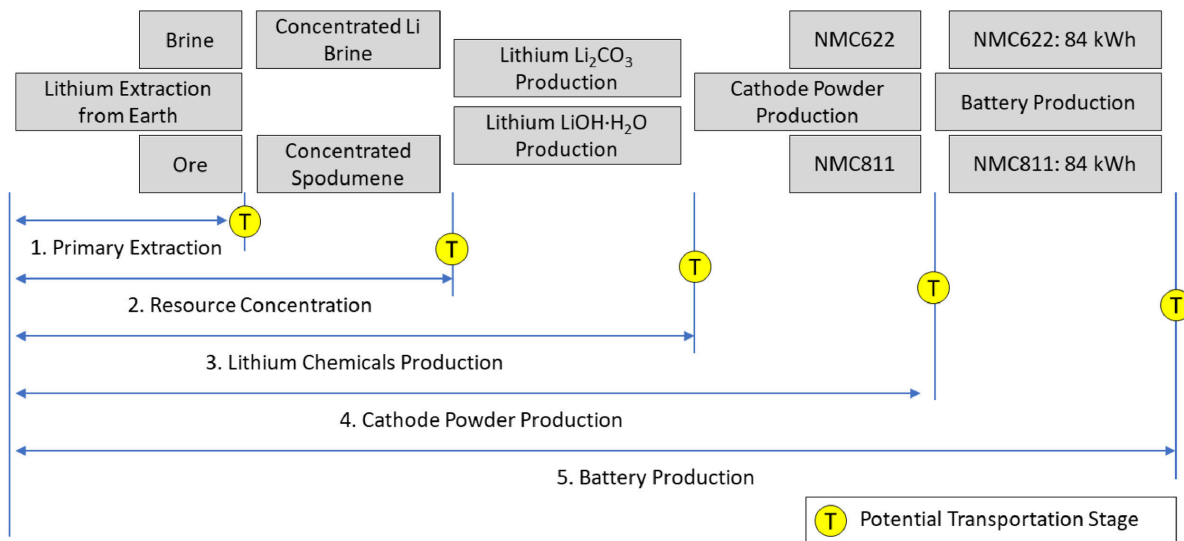 Brine
Concentrated Li
Brine
NMC622
NMC622: 84 kWh
Lithium Li₂CO₃
Production
Lithium Extraction
from Earth
Cathode Powder
Production
Battery Production
Lithium LiOH·H₂O
Production
Ore
Concentrated
Spodumene
NMC811
NMC811: 84 kWh
T
1. Primary Extraction
T
T
2. Resource Concentration
T
T
3. Lithium Chemicals Production
4. Cathode Powder Production
5. Battery Production
T Potential Transportation Stage